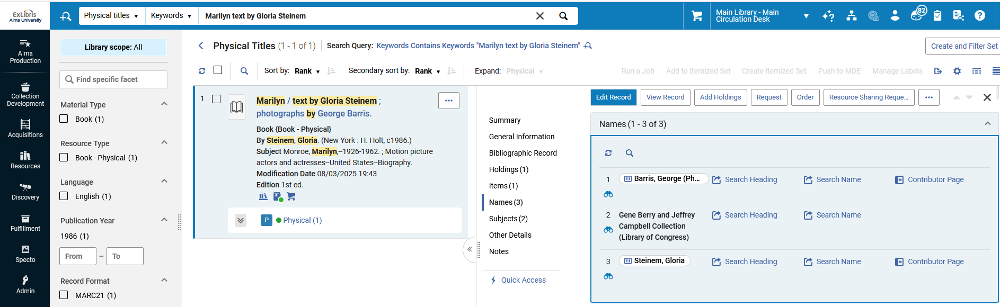 ExLibris
Alma University
Physical titles
Keywords
Marilyn text by Gloria Steinem
Main Library - Main
Circulation Desk
82
Alma
Production
Collection
Development
Acquisitions
Resources
Discovery
Fulfillment
Specto
Admin
Library scope: All
Find specific facet
Material Type
Book (1)
Resource Type
Book - Physical (1)
Language
English (1)
Publication Year
1986 (1)
From – To
Record Format
MARC21 (1)
Physical Titles (1 - 1 of 1)
Search Query: Keywords Contains Keywords "Marilyn text by Gloria Steinem"
Create and Filter Set
Sort by: Rank
Secondary sort by: Rank
Expand: Physical
Run a Job
Add to Itemized Set
Create Itemized Set
Push to MDE
Manage Labels
1
Marilyn / text by Gloria Steinem ;
photographs by George Barris.
Book {Book - Physical}
By Steinem, Gloria. (New York : H. Holt, c1986.)
Subject Monroe, Marilyn,--1926-1962. ; Motion picture
actors and actresses--United States--Biography.
Modification Date 08/03/2025 19:43
Edition 1st ed.
P Physical (1)
Summary
General Information
Bibliographic Record
Holdings (1)
Items (1)
Names (3)
Subjects (2)
Other Details
Notes
Quick Access
Edit Record
View Record
Add Holdings
Request
Order
Resource Sharing Reque...
Names (1 - 3 of 3)
1 Barris, George (Ph... Search Heading Search Name Contributor Page
2 Gene Berry and Jeffrey Search Heading Search Name
Campbell Collection
(Library of Congress)
3 Steinem, Gloria Search Heading Search Name Contributor Page